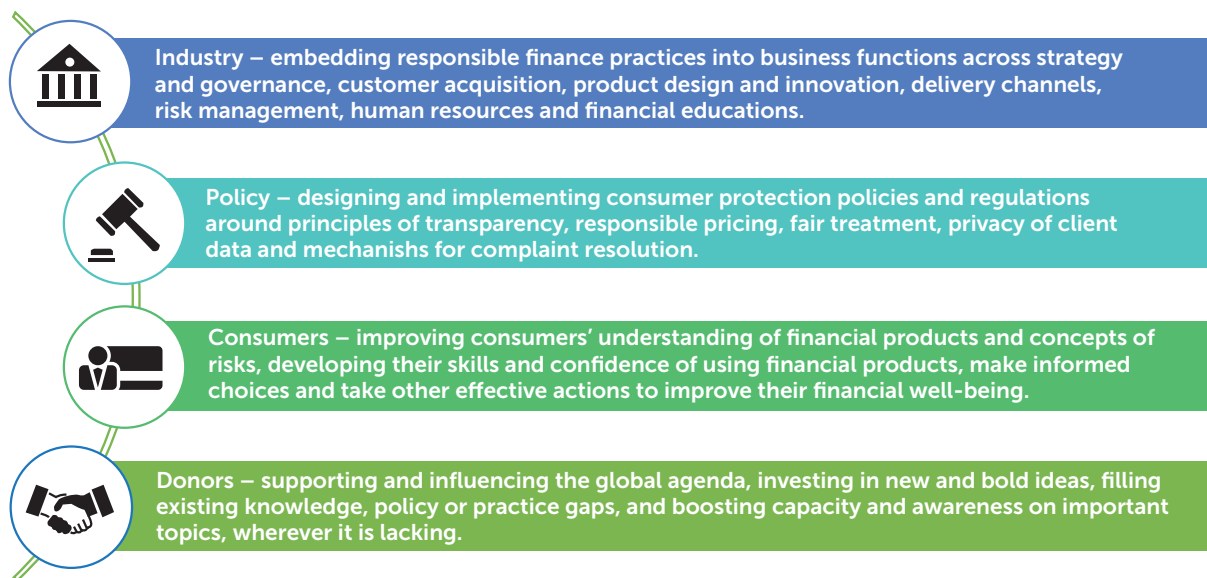 Industry – embedding responsible finance practices into business functions across strategy
and governance, customer acquisition, product design and innovation, delivery channels,
risk management, human resources and financial educations.
Policy – designing and implementing consumer protection policies and regulations
around principles of transparency, responsible pricing, fair treatment, privacy of client
data and mechanishs for complaint resolution.
Consumers – improving consumers’ understanding of financial products and concepts of
risks, developing their skills and confidence of using financial products, make informed
choices and take other effective actions to improve their financial well-being.
Donors – supporting and influencing the global agenda, investing in new and bold ideas, filling
existing knowledge, policy or practice gaps, and boosting capacity and awareness on important
topics, wherever it is lacking.